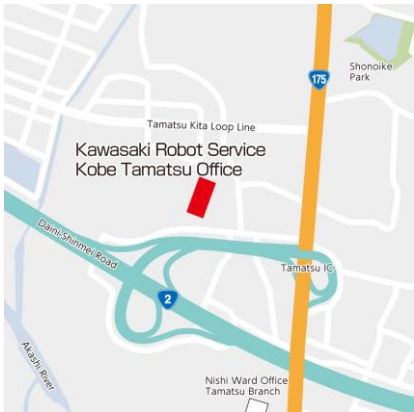 175
Shonoike
Park
Tamatsu Kita Loop Line
Kawasaki Robot Service
Kobe Tamatsu Office
Daini-Shinmei Road
Tamatsu IC
2
Akashi River
Nishi Ward Office
Tamatsu Branch